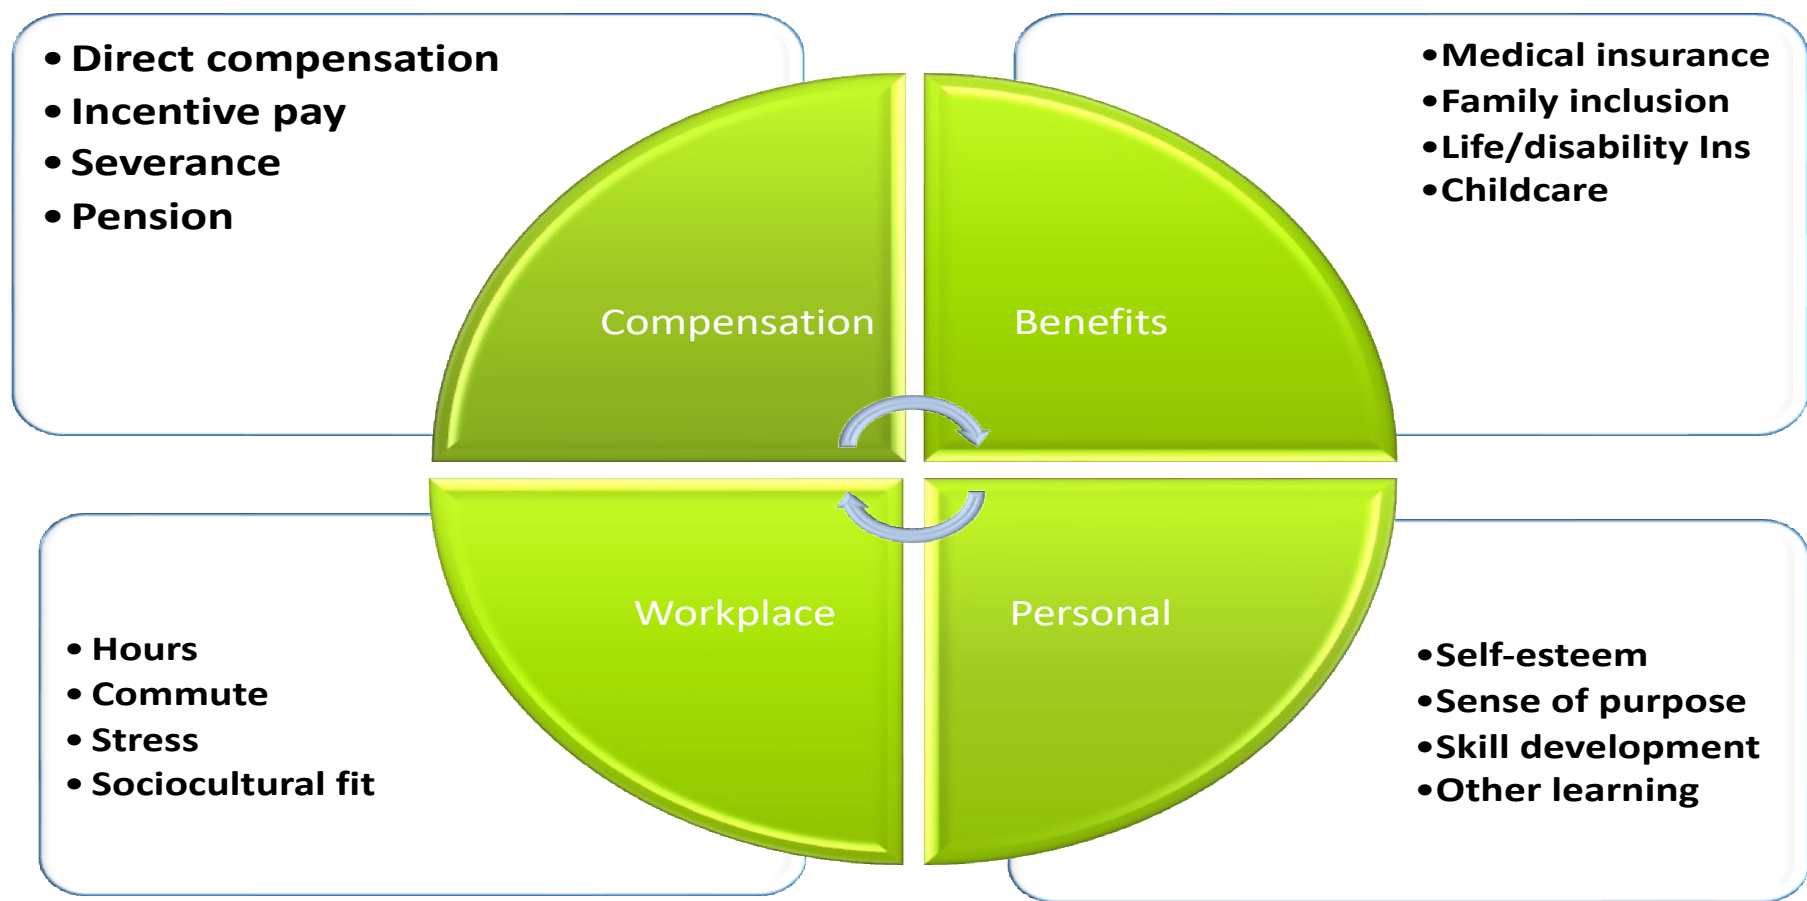 • Direct compensation
• Incentive pay
• Severance
• Pension
•Medical insurance
•Family inclusion
•Life/disability Ins
•Childcare
Compensation
Benefits
Workplace
Personal
• Hours
• Commute
• Stress
• Sociocultural fit
•Self-esteem
•Sense of purpose
•Skill development
•Other learning